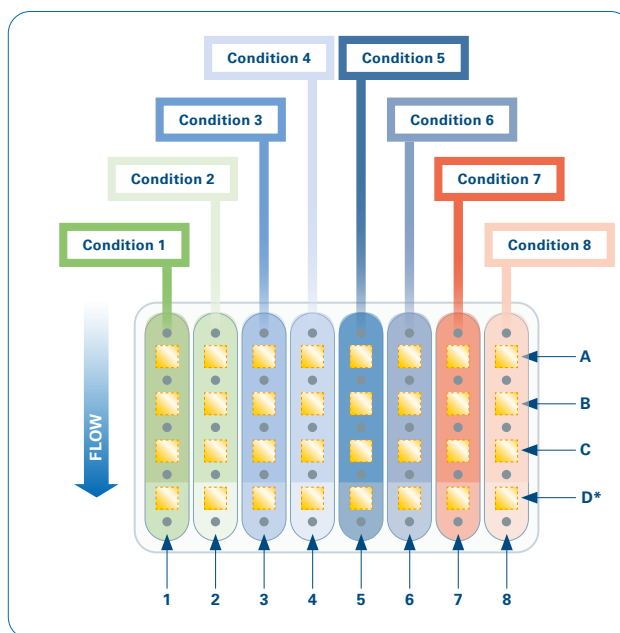 Condition 4
Condition 5
Condition 3
Condition 6
Condition 2
Condition 7
Condition 1
Condition 8
FLOW
A
B
C
D*
1 2 3 4 5 6 7 8